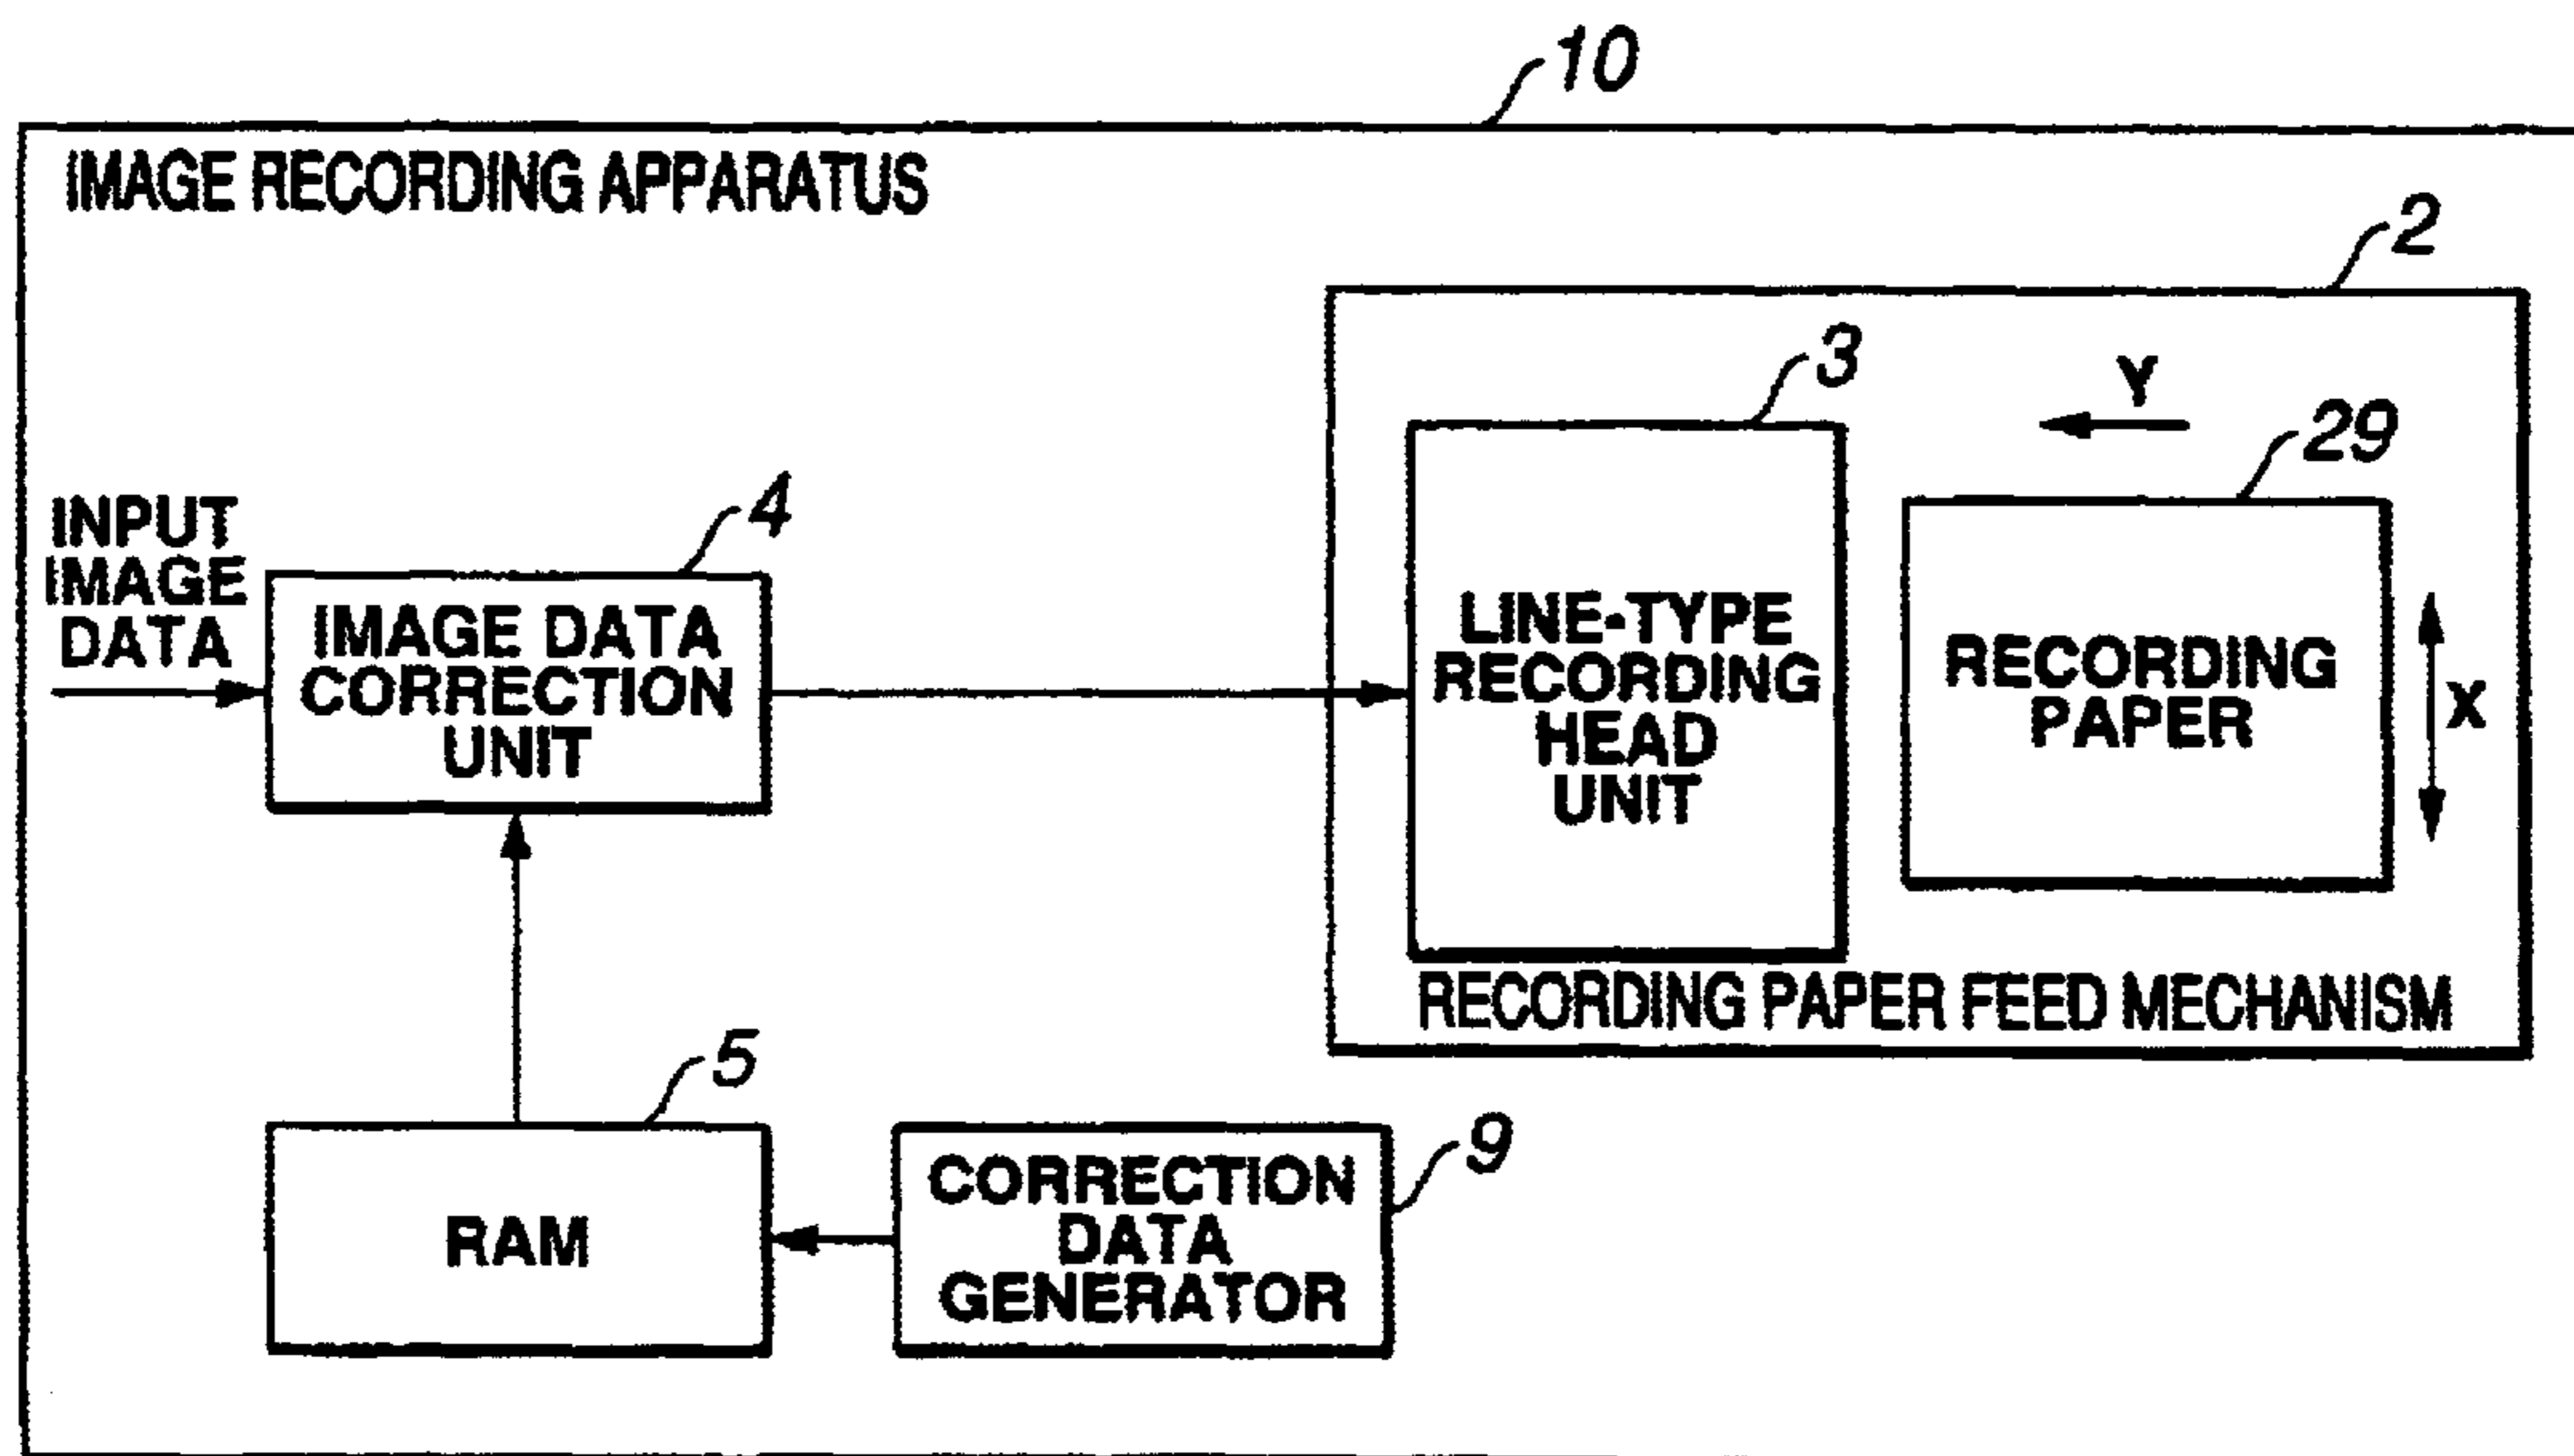 10
IMAGE RECORDING APPARATUS
2
3
Y
29
4
INPUT
IMAGE
DATA
IMAGE DATA
CORRECTION
UNIT
LINE-TYPE
RECORDING
HEAD
UNIT
RECORDING
PAPER
X
RECORDING PAPER FEED MECHANISM
5
RAM
9
CORRECTION
DATA
GENERATOR